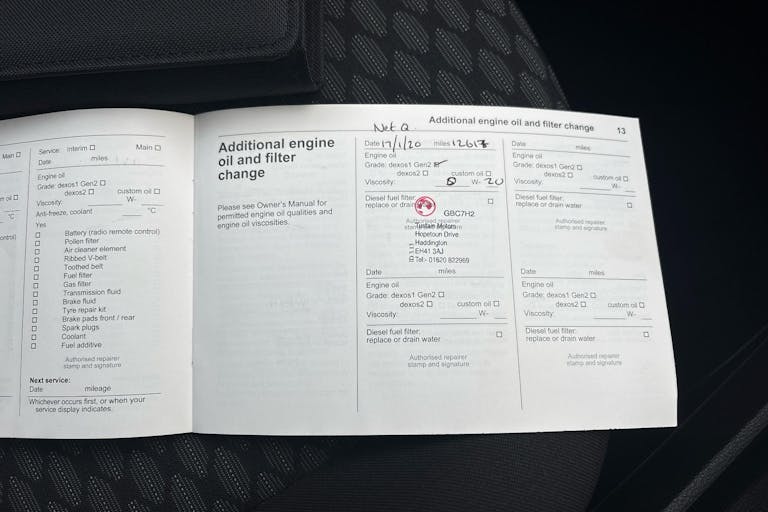 Main ☐
Service: Interim ☐ Main ☐
Date miles
Engine oil
Grade: dexos1 Gen2 ☐
dexos2 ☐ custom oil ☐
Viscosity: W-
Anti-freeze, coolant °C
Yes
☐ Battery (radio remote control)
☐ Pollen filter
☐ Air cleaner element
☐ Ribbed V-belt
☐ Toothed belt
☐ Fuel filter
☐ Gas filter
☐ Transmission fluid
☐ Brake fluid
☐ Tyre repair kit
☐ Brake pads front / rear
☐ Spark plugs
☐ Coolant
☐ Fuel additive
Authorised repairer
stamp and signature
Next service:
Date mileage
Whichever occurs first, or when your
service display indicates.
Additional engine
oil and filter
change
Please see Owner's Manual for
permitted engine oil qualities and
engine oil viscosities.
Additional engine oil and filter change 13
Date 17/1/20 miles 12617
Engine oil
Grade: dexos1 Gen2
dexos2 ☐ custom oil ☐
Viscosity: 0 W- 20
Diesel fuel filter:
replace or drain ☐
GBC7H2
Authorised repairer
Motors
Hopetoun Drive
Haddington
EH41 3AJ
Tel:- 01620 822969
Date miles
Engine oil
Grade: dexos1 Gen2 ☐
dexos2 ☐ custom oil ☐
Viscosity: W-
Diesel fuel filter:
replace or drain water ☐
Authorised repairer
stamp and signature
Date miles
Engine oil
Grade: dexos1 Gen2 ☐
dexos2 ☐ custom oil ☐
Viscosity: W-
Diesel fuel filter:
replace or drain water ☐
Authorised repairer
stamp and signature
Date miles
Engine oil
Grade: dexos1 Gen2 ☐
dexos2 ☐ custom oil ☐
Viscosity: W-
Diesel fuel filter:
replace or drain water ☐
Authorised repairer
stamp and signature